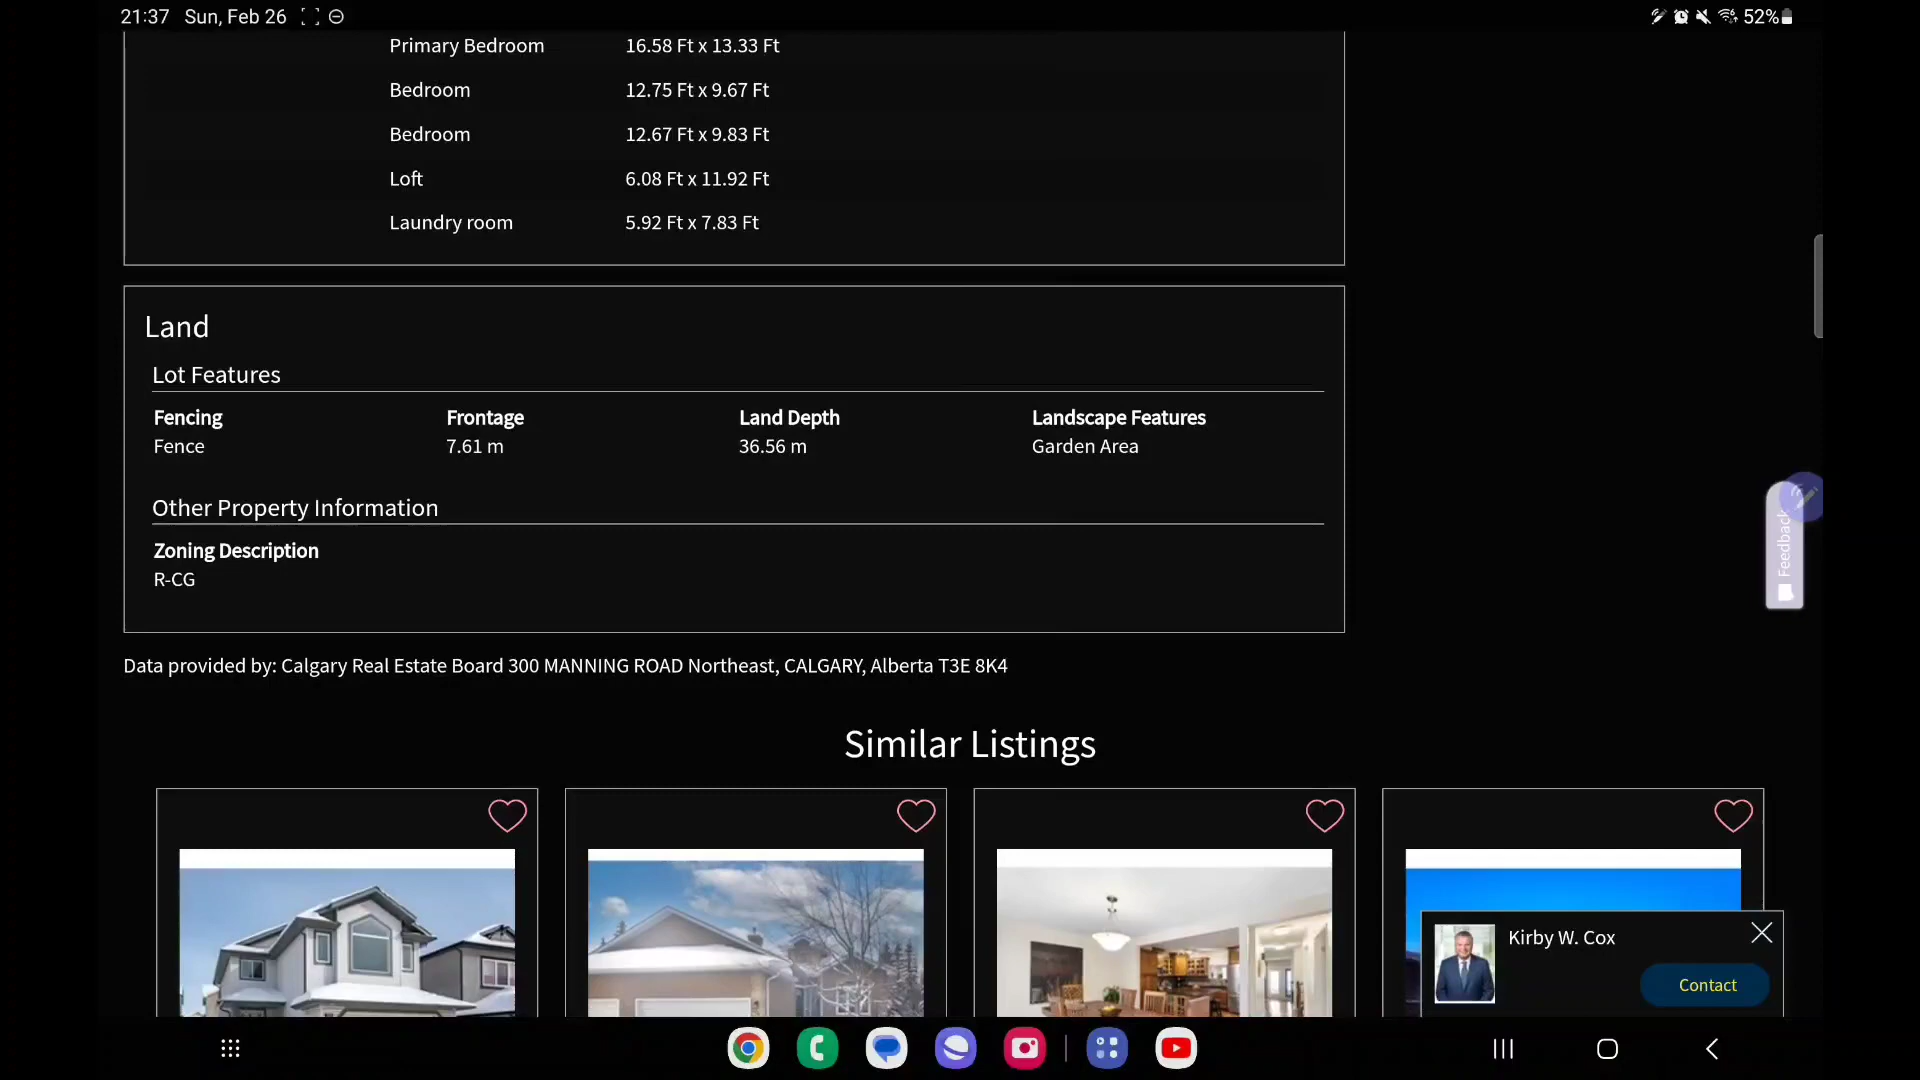 21:37 Sun, Feb 26
52%
Primary Bedroom 16.58 Ft x 13.33 Ft
Bedroom 12.75 Ft x 9.67 Ft
Bedroom 12.67 Ft x 9.83 Ft
Loft 6.08 Ft x 11.92 Ft
Laundry room 5.92 Ft x 7.83 Ft
Land
Lot Features
Fencing Frontage Land Depth Landscape Features
Fence 7.61 m 36.56 m Garden Area
Feedback
Other Property Information
Zoning Description
R-CG
Data provided by: Calgary Real Estate Board 300 MANNING ROAD Northeast, CALGARY, Alberta T3E 8K4
Similar Listings
Kirby W. Cox
Contact